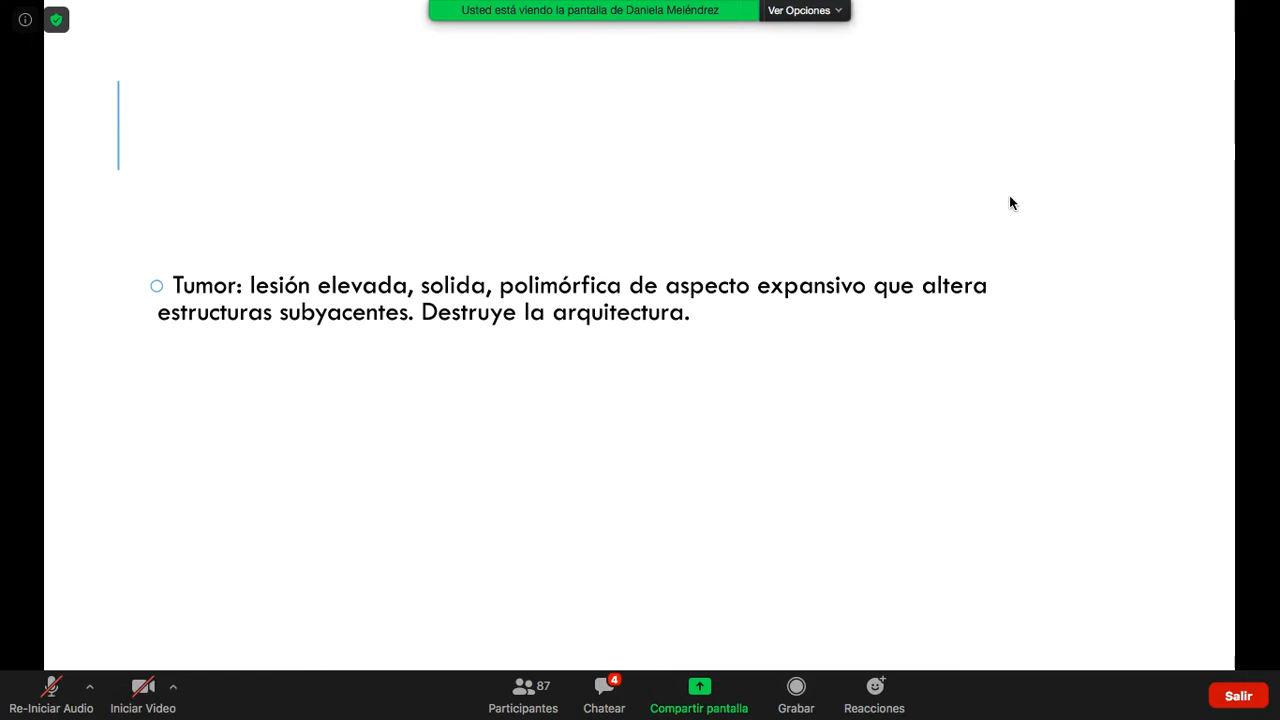 Usted está viendo la pantalla de Daniela Meléndrez
Ver Opciones
Tumor: lesión elevada, solida, polimórfica de aspecto expansivo que altera
estructuras subyacentes. Destruye la arquitectura.
Re-Iniciar Audio
Iniciar Video
87
Participantes
4
Chatear
Compartir pantalla
Grabar
Reacciones
Salir